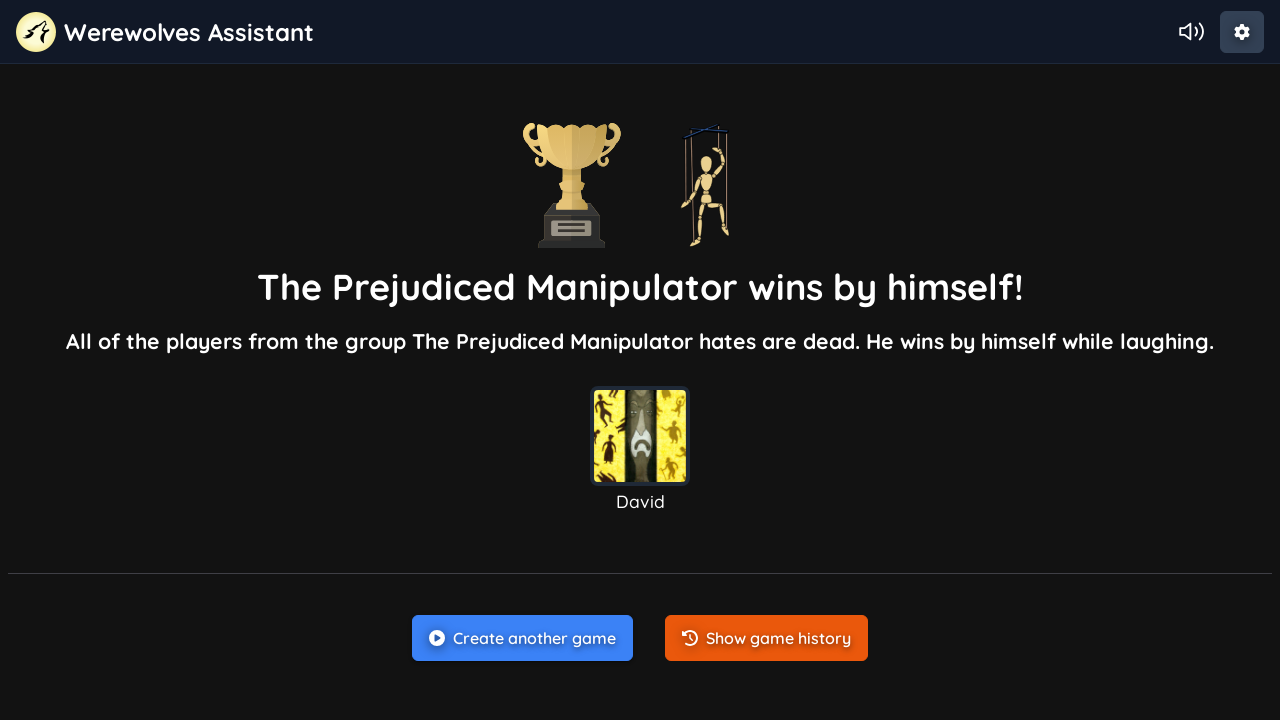 Werewolves Assistant
The Prejudiced Manipulator wins by himself!
All of the players from the group The Prejudiced Manipulator hates are dead. He wins by himself while laughing.
David
Create another game
Show game history